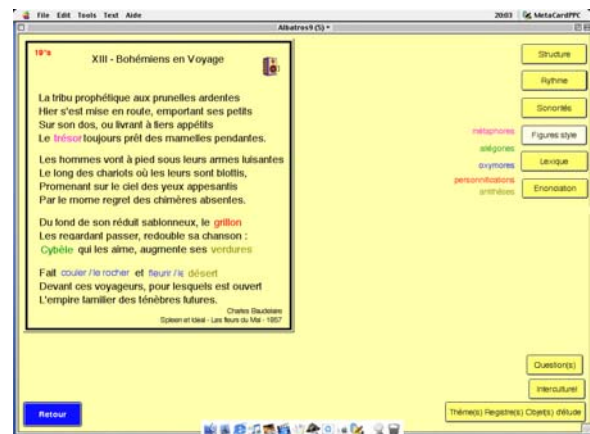 File Edit Tools Text Aide
20:03 MetaCardPPC
Albatros9 (5) *
19°s
XIII - Bohémiens en Voyage
La tribu prophétique aux prunelles ardentes
Hier s'est mise en route, emportant ses petits
Sur son dos, ou livrant à fiers appétits
Le trésor toujours prêt des mamelles pendantes.
Les hommes vont à pied sous leurs armes luisantes
Le long des chariots où les leurs sont blottis,
Promenant sur le ciel des yeux appesantis
Par le morne regret des chimères absentes.
Du fond de son réduit sablonneux, le grillon
Les regardant passer, redouble sa chanson :
Cybèle qui les aime, augmente ses verdures
Fait couler / le rocher et fleurir / le désert
Devant ces voyageurs, pour lesquels est ouvert
L'empire familier des ténèbres futures.
Charles Baudelaire
Spleen et Idéal - Les fleurs du Mal - 1857
Structure
Rythme
Sonorités
métaphores
Figures style
allégories
oxymores
Lexique
personnifications
antithèses
Enonciation
Question(s)
Interculturel
Thème(s) Registre(s) Objet(s) d'étude
Retour